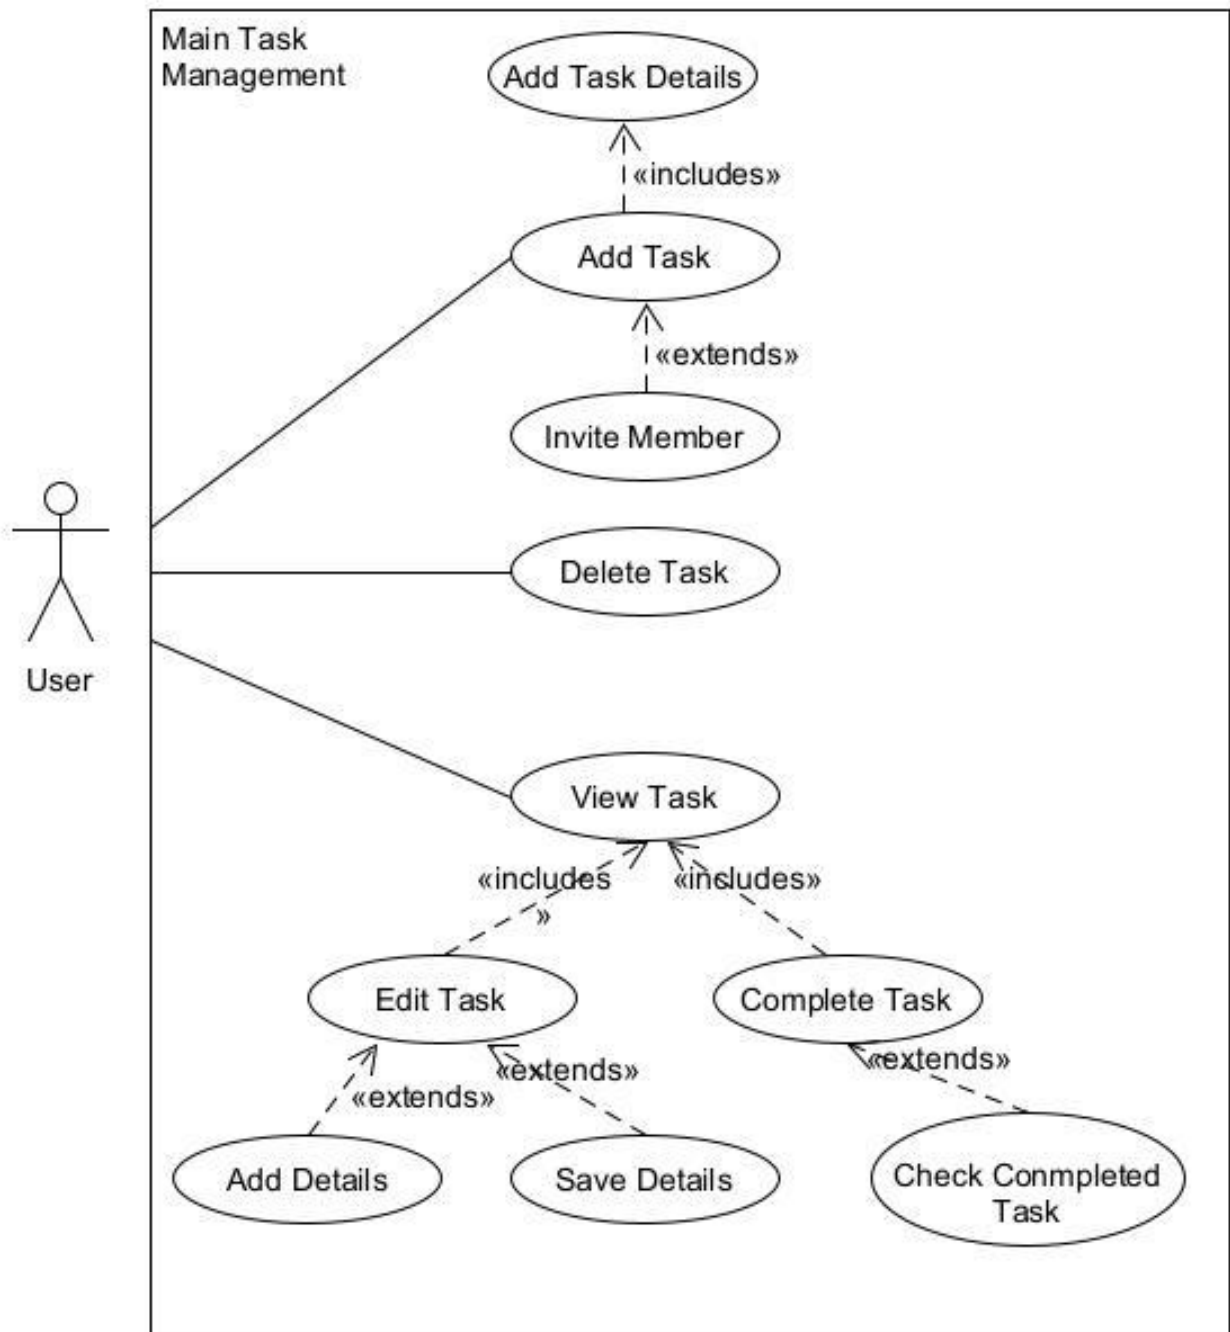 Main Task
Management
Add Task Details
«includes»
Add Task
«extends»
Invite Member
Delete Task
User
View Task
«includes
»
«includes»
Edit Task
Complete Task
«extends»
«extends»
«extends»
Add Details
Save Details
Check Conmpleted
Task